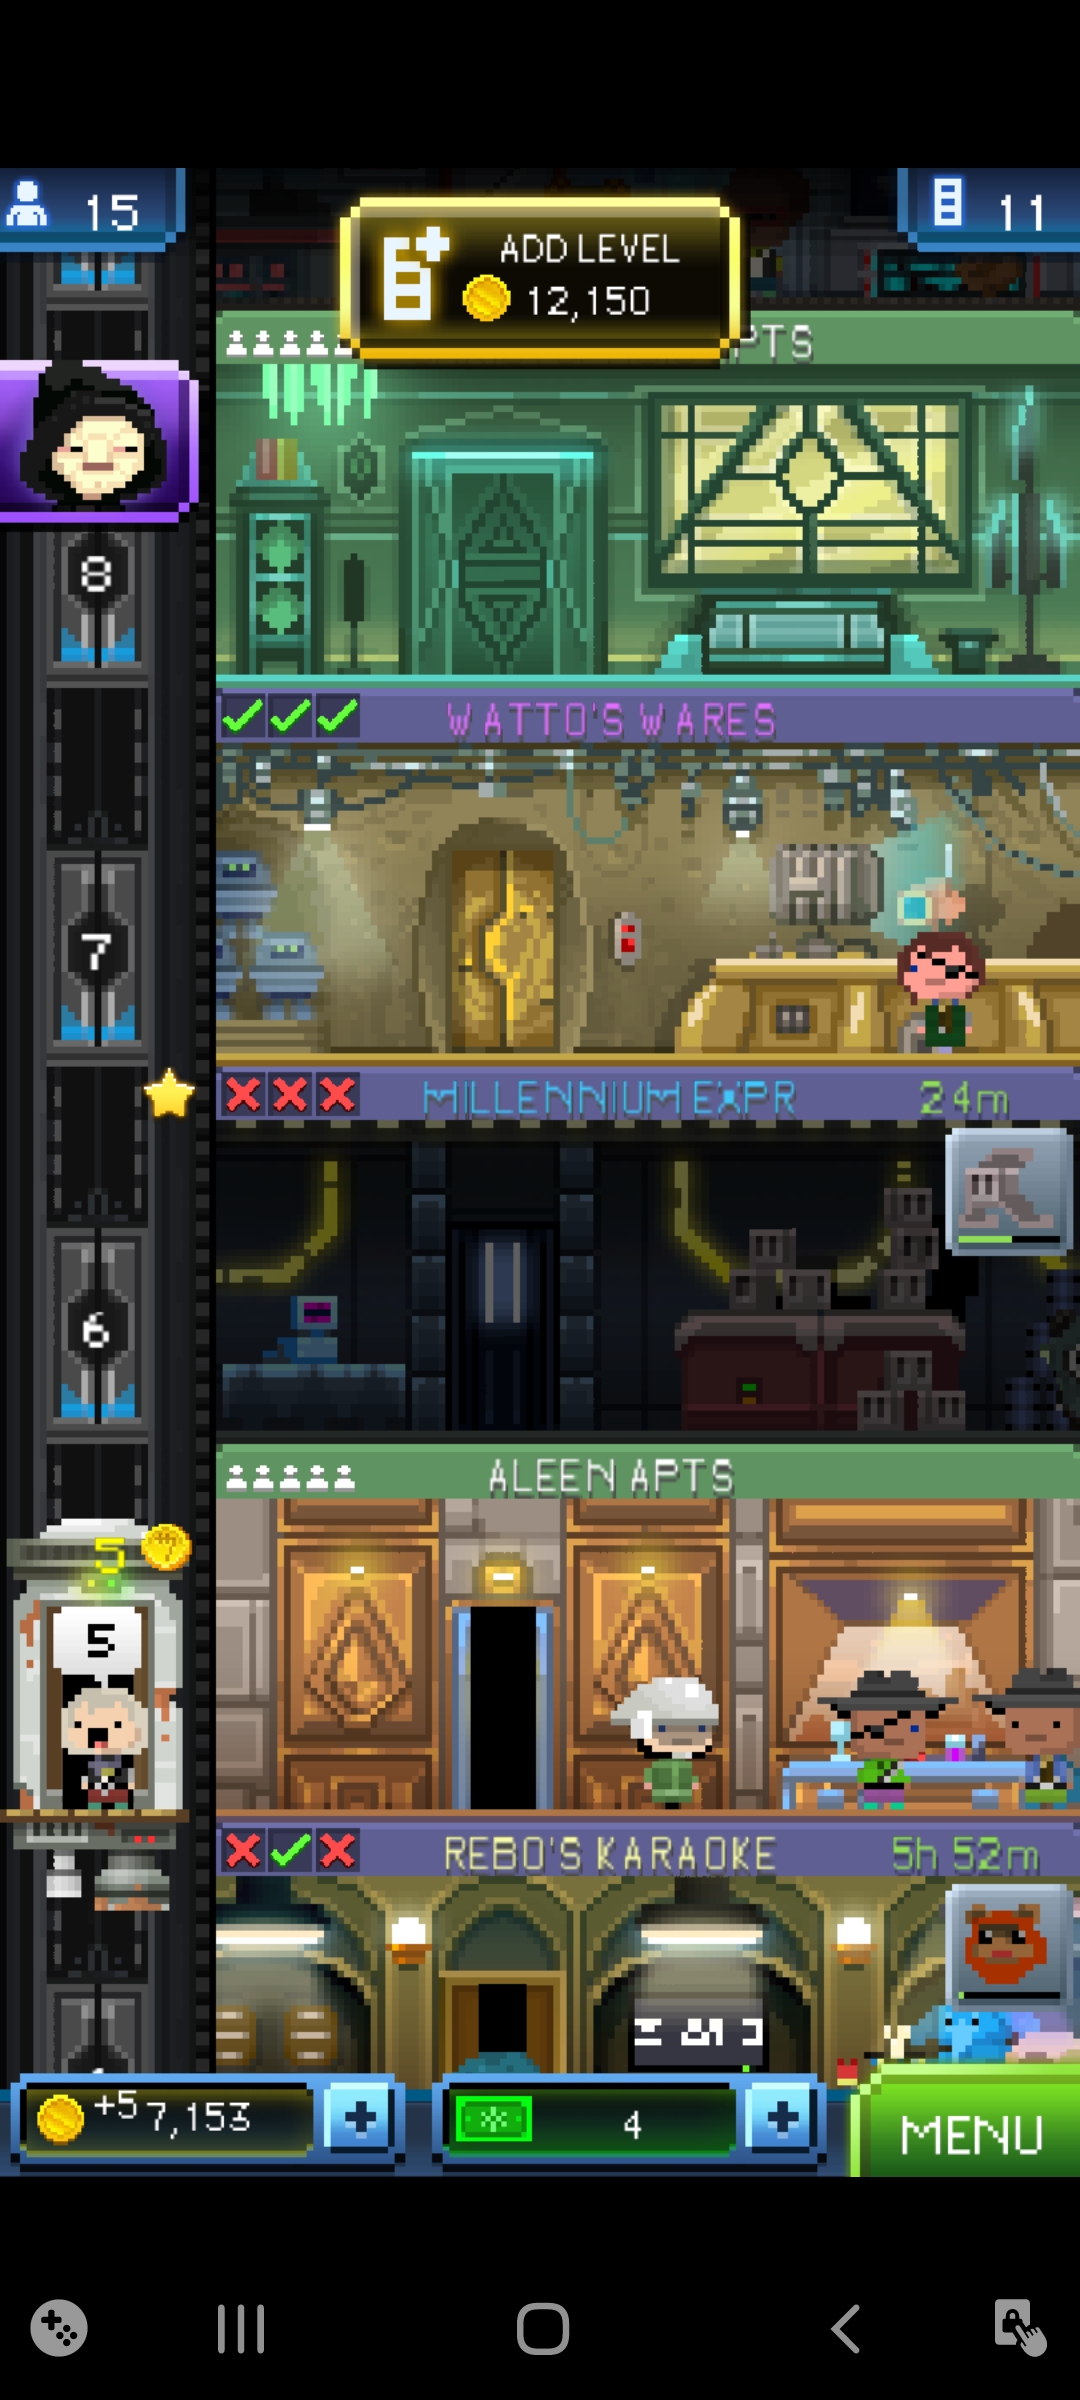 15
ADD LEVEL
12,150
11
PTS
8
WATTO'S WARES
7
MILLENNIUM EXPR
24m
6
ALEEN APTS
5
5
REBO'S KARAOKE
5h 52m
+5
7,153
4
MENU